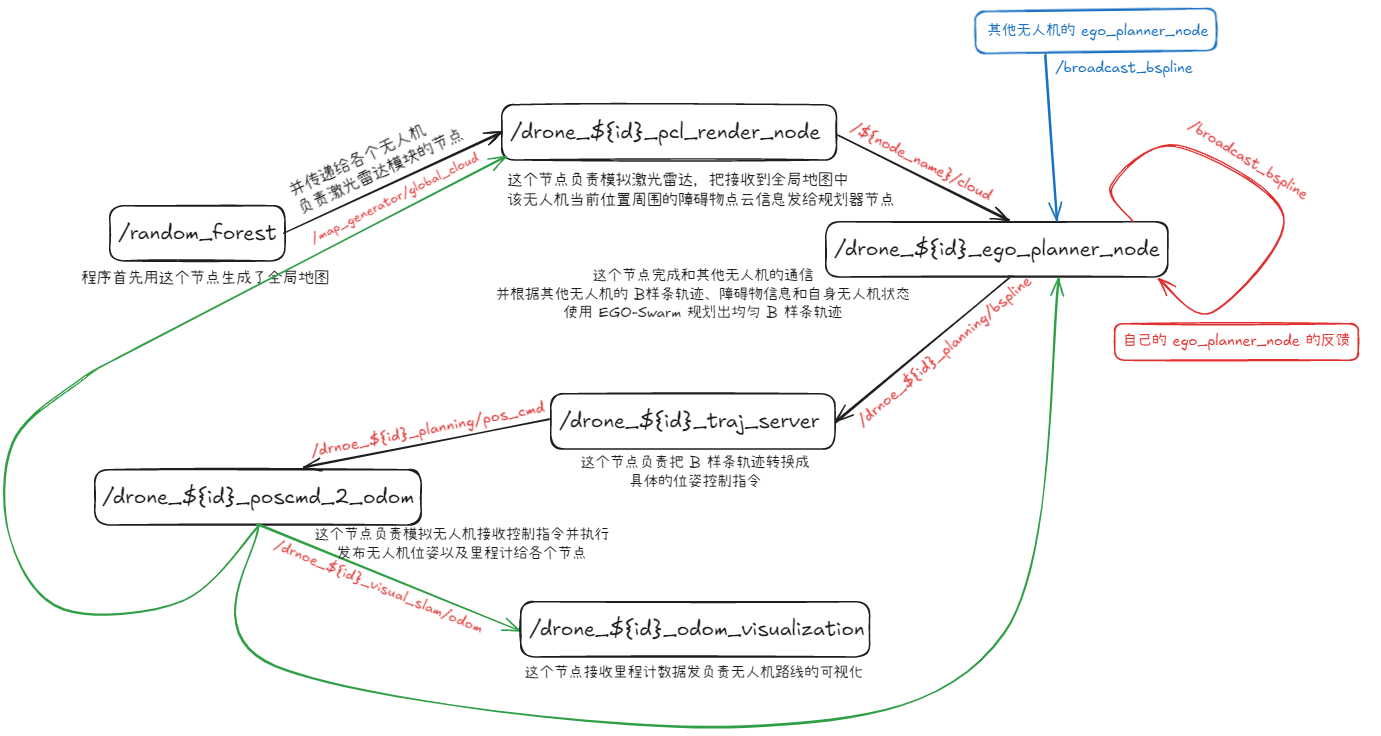 其他无人机的 ego_planner_node
/broadcast_bspline
并传递给各个无人机
负责激光雷达模块的节点
/map_generator/global_cloud
/drone_${id}_pcl_render_node
/${node_name}/cloud
/broadcast_bspline
这个节点负责模拟激光雷达，把接收到全局地图中
该无人机当前位置周围的障碍物点云信息发给规划器节点
/random_forest
程序首先用这个节点生成了全局地图
/drone_${id}_ego_planner_node
这个节点完成和其他无人机的通信
并根据其他无人机的 B样条轨迹、障碍物信息和自身无人机状态
使用 EGO-Swarm 规划出均匀 B 样条轨迹
/drnoe_${id}_planning/bspline
自己的 ego_planner_node 的反馈
/drone_${id}_traj_server
这个节点负责把 B 样条轨迹转换成
具体的位姿控制指令
/drnoe_${id}_planning/pos_cmd
/drone_${id}_poscmd_2_odom
这个节点负责模拟无人机接收控制指令并执行
发布无人机位姿以及里程计给各个节点
/drnoe_${id}_visual_slam/odom
/drone_${id}_odom_visualization
这个节点接收里程计数据发负责无人机路线的可视化